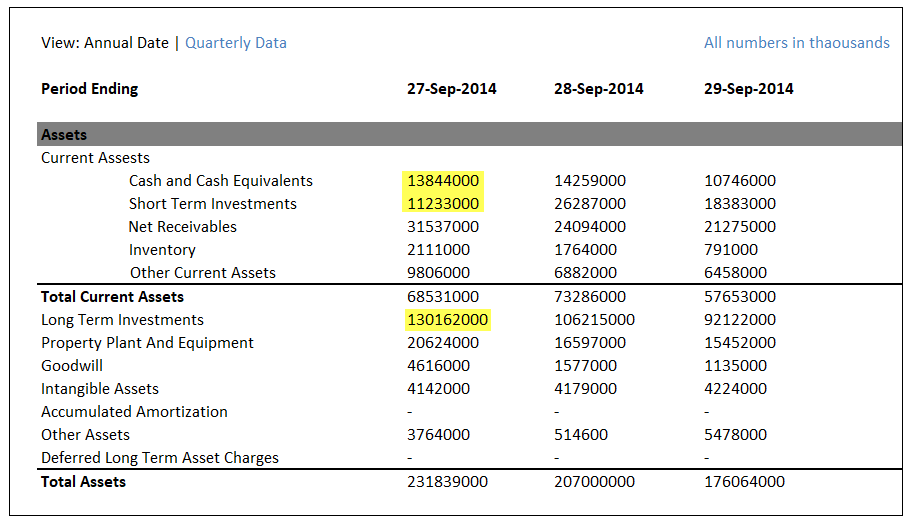 View: Annual Date | Quarterly Data All numbers in thaousands
Period Ending 27-Sep-2014 28-Sep-2014 29-Sep-2014
Assets
Current Assests
Cash and Cash Equivalents 13844000 14259000 10746000
Short Term Investments 11233000 26287000 18383000
Net Receivables 31537000 24094000 21275000
Inventory 2111000 1764000 791000
Other Current Assets 9806000 6882000 6458000
Total Current Assets 68531000 73286000 57653000
Long Term Investments 130162000 106215000 92122000
Property Plant And Equipment 20624000 16597000 15452000
Goodwill 4616000 1577000 1135000
Intangible Assets 4142000 4179000 4224000
Accumulated Amortization - - -
Other Assets 3764000 514600 5478000
Deferred Long Term Asset Charges - - -
Total Assets 231839000 207000000 176064000